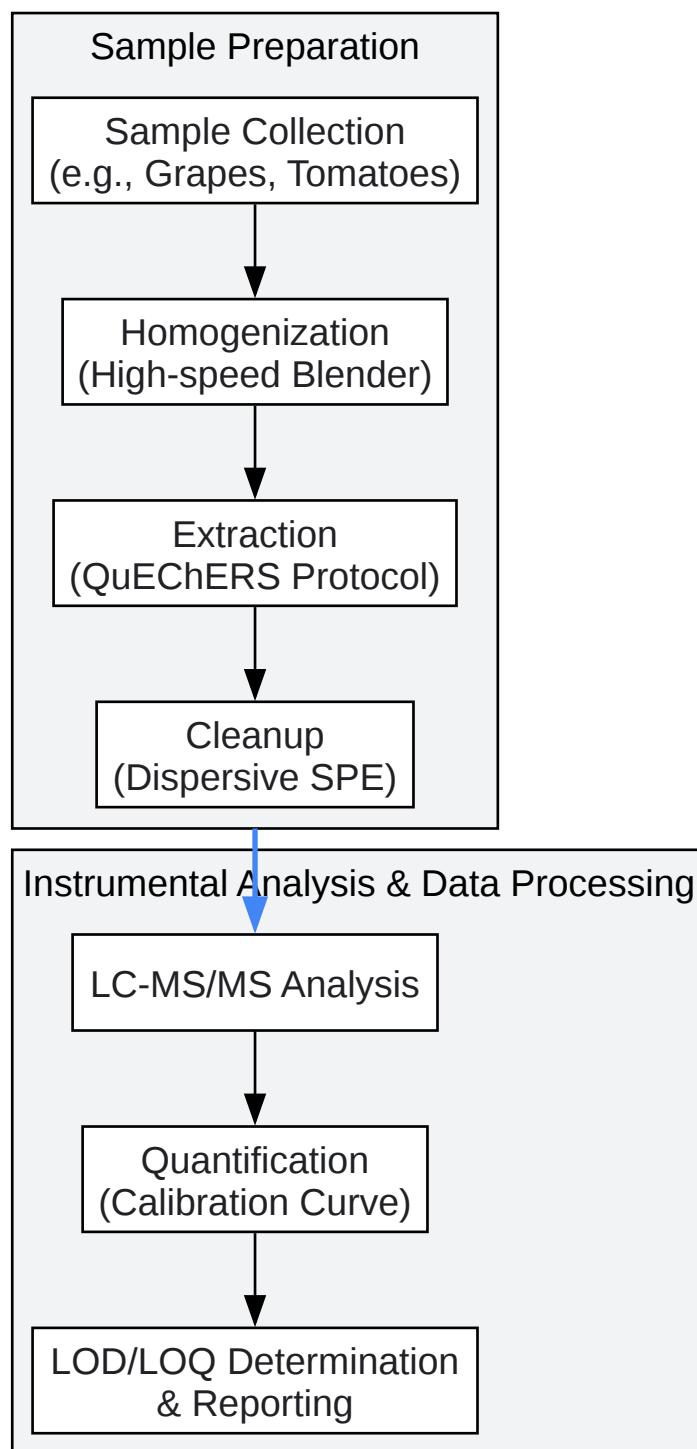 Sample Preparation
Sample Collection
(e.g., Grapes, Tomatoes)
Homogenization
(High-speed Blender)
Extraction
(QuEChERS Protocol)
Cleanup
(Dispersive SPE)
Instrumental Analysis & Data Processing
LC-MS/MS Analysis
Quantification
(Calibration Curve)
LOD/LOQ Determination
& Reporting